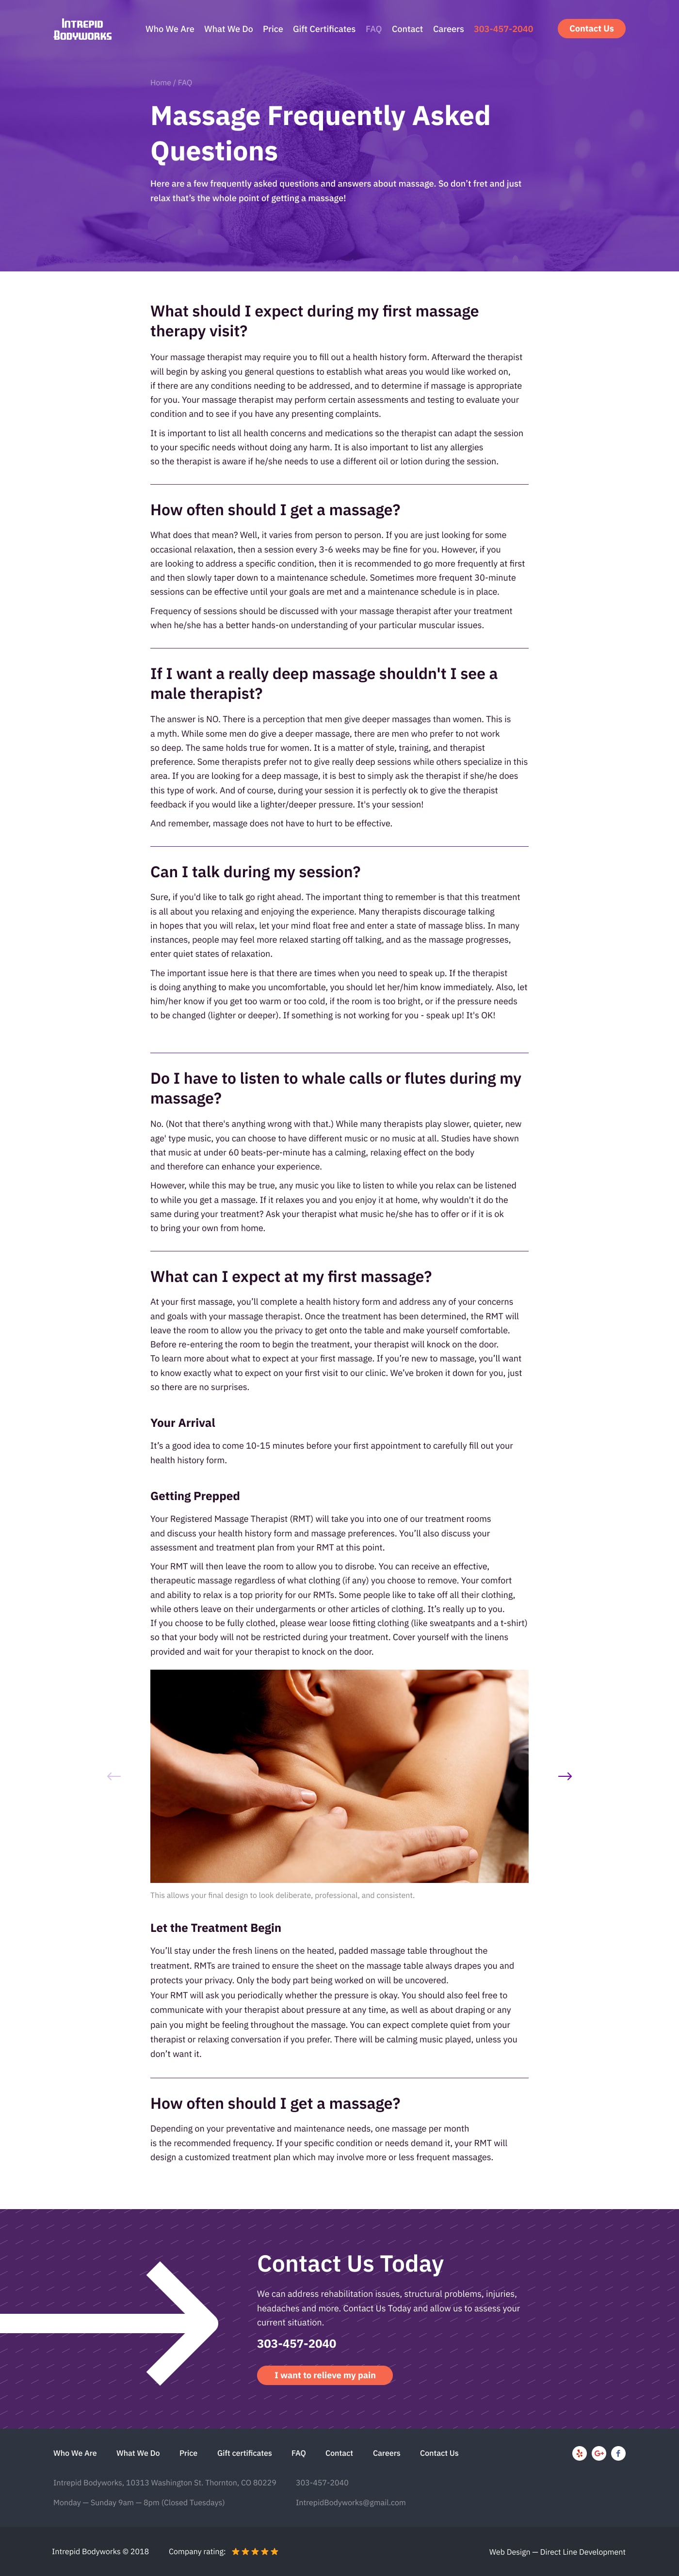 INTREPID
BODYWORKS
Who We Are What We Do Price Gift Certificates FAQ Contact Careers 303-457-2040 Contact Us
Home / FAQ
Massage Frequently Asked
Questions
Here are a few frequently asked questions and answers about massage. So don’t fret and just
relax that’s the whole point of getting a massage!
What should I expect during my first massage
therapy visit?
Your massage therapist may require you to fill out a health history form. Afterward the therapist
will begin by asking you general questions to establish what areas you would like worked on,
if there are any conditions needing to be addressed, and to determine if massage is appropriate
for you. Your massage therapist may perform certain assessments and testing to evaluate your
condition and to see if you have any presenting complaints.
It is important to list all health concerns and medications so the therapist can adapt the session
to your specific needs without doing any harm. It is also important to list any allergies
so the therapist is aware if he/she needs to use a different oil or lotion during the session.
How often should I get a massage?
What does that mean? Well, it varies from person to person. If you are just looking for some
occasional relaxation, then a session every 3-6 weeks may be fine for you. However, if you
are looking to address a specific condition, then it is recommended to go more frequently at first
and then slowly taper down to a maintenance schedule. Sometimes more frequent 30-minute
sessions can be effective until your goals are met and a maintenance schedule is in place.
Frequency of sessions should be discussed with your massage therapist after your treatment
when he/she has a better hands-on understanding of your particular muscular issues.
If I want a really deep massage shouldn't I see a
male therapist?
The answer is NO. There is a perception that men give deeper massages than women. This is
a myth. While some men do give a deeper massage, there are men who prefer to not work
so deep. The same holds true for women. It is a matter of style, training, and therapist
preference. Some therapists prefer not to give really deep sessions while others specialize in this
area. If you are looking for a deep massage, it is best to simply ask the therapist if she/he does
this type of work. And of course, during your session it is perfectly ok to give the therapist
feedback if you would like a lighter/deeper pressure. It's your session!
And remember, massage does not have to hurt to be effective.
Can I talk during my session?
Sure, if you'd like to talk go right ahead. The important thing to remember is that this treatment
is all about you relaxing and enjoying the experience. Many therapists discourage talking
in hopes that you will relax, let your mind float free and enter a state of massage bliss. In many
instances, people may feel more relaxed starting off talking, and as the massage progresses,
enter quiet states of relaxation.
The important issue here is that there are times when you need to speak up. If the therapist
is doing anything to make you uncomfortable, you should let her/him know immediately. Also, let
him/her know if you get too warm or too cold, if the room is too bright, or if the pressure needs
to be changed (lighter or deeper). If something is not working for you - speak up! It's OK!
Do I have to listen to whale calls or flutes during my
massage?
No. (Not that there's anything wrong with that.) While many therapists play slower, quieter, new
age' type music, you can choose to have different music or no music at all. Studies have shown
that music at under 60 beats-per-minute has a calming, relaxing effect on the body
and therefore can enhance your experience.
However, while this may be true, any music you like to listen to while you relax can be listened
to while you get a massage. If it relaxes you and you enjoy it at home, why wouldn't it do the
same during your treatment? Ask your therapist what music he/she has to offer or if it is ok
to bring your own from home.
What can I expect at my first massage?
At your first massage, you’ll complete a health history form and address any of your concerns
and goals with your massage therapist. Once the treatment has been determined, the RMT will
leave the room to allow you the privacy to get onto the table and make yourself comfortable.
Before re-entering the room to begin the treatment, your therapist will knock on the door.
To learn more about what to expect at your first massage. If you’re new to massage, you’ll want
to know exactly what to expect on your first visit to our clinic. We’ve broken it down for you, just
so there are no surprises.
Your Arrival
It’s a good idea to come 10-15 minutes before your first appointment to carefully fill out your
health history form.
Getting Prepped
Your Registered Massage Therapist (RMT) will take you into one of our treatment rooms
and discuss your health history form and massage preferences. You’ll also discuss your
assessment and treatment plan from your RMT at this point.
Your RMT will then leave the room to allow you to disrobe. You can receive an effective,
therapeutic massage regardless of what clothing (if any) you choose to remove. Your comfort
and ability to relax is a top priority for our RMTs. Some people like to take off all their clothing,
while others leave on their undergarments or other articles of clothing. It’s really up to you.
If you choose to be fully clothed, please wear loose fitting clothing (like sweatpants and a t-shirt)
so that your body will not be restricted during your treatment. Cover yourself with the linens
provided and wait for your therapist to knock on the door.
This allows your final design to look deliberate, professional, and consistent.
Let the Treatment Begin
You’ll stay under the fresh linens on the heated, padded massage table throughout the
treatment. RMTs are trained to ensure the sheet on the massage table always drapes you and
protects your privacy. Only the body part being worked on will be uncovered.
Your RMT will ask you periodically whether the pressure is okay. You should also feel free to
communicate with your therapist about pressure at any time, as well as about draping or any
pain you might be feeling throughout the massage. You can expect complete quiet from your
therapist or relaxing conversation if you prefer. There will be calming music played, unless you
don’t want it.
How often should I get a massage?
Depending on your preventative and maintenance needs, one massage per month
is the recommended frequency. If your specific condition or needs demand it, your RMT will
design a customized treatment plan which may involve more or less frequent massages.
Contact Us Today
We can address rehabilitation issues, structural problems, injuries,
headaches and more. Contact Us Today and allow us to assess your
current situation.
303-457-2040
I want to relieve my pain
Who We Are What We Do Price Gift certificates FAQ Contact Careers Contact Us
Intrepid Bodyworks, 10313 Washington St. Thornton, CO 80229 303-457-2040
Monday — Sunday 9am — 8pm (Closed Tuesdays) IntrepidBodyworks@gmail.com
Intrepid Bodyworks © 2018 Company rating: Web Design — Direct Line Development